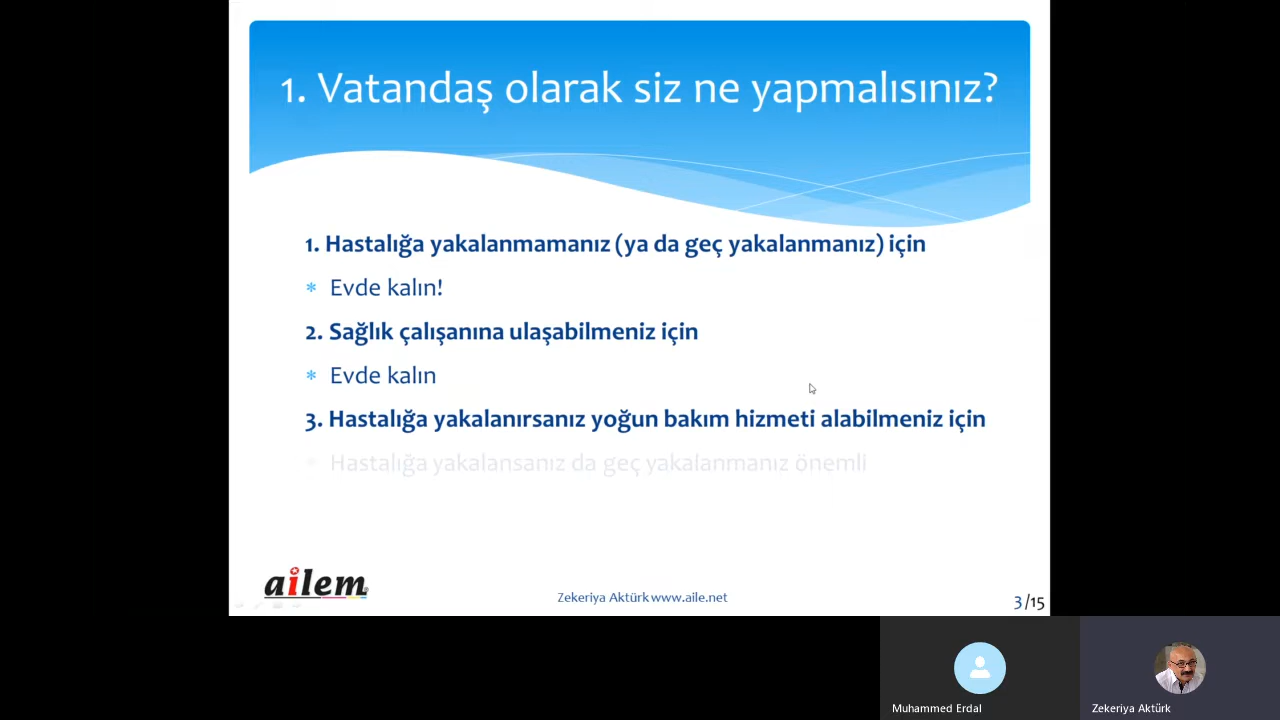 1. Vatandaş olarak siz ne yapmalısınız?
1. Hastalığa yakalanmamanız (ya da geç yakalanmanız) için
* Evde kalın!
2. Sağlık çalışanına ulaşabilmeniz için
* Evde kalın
3. Hastalığa yakalanırsanız yoğun bakım hizmeti alabilmeniz için
* Hastalığa yakalansanız da geç yakalanmanız önemli
ailem
Zekeriya Aktürk www.aile.net
3/15
Muhammed Erdal
Zekeriya Aktürk